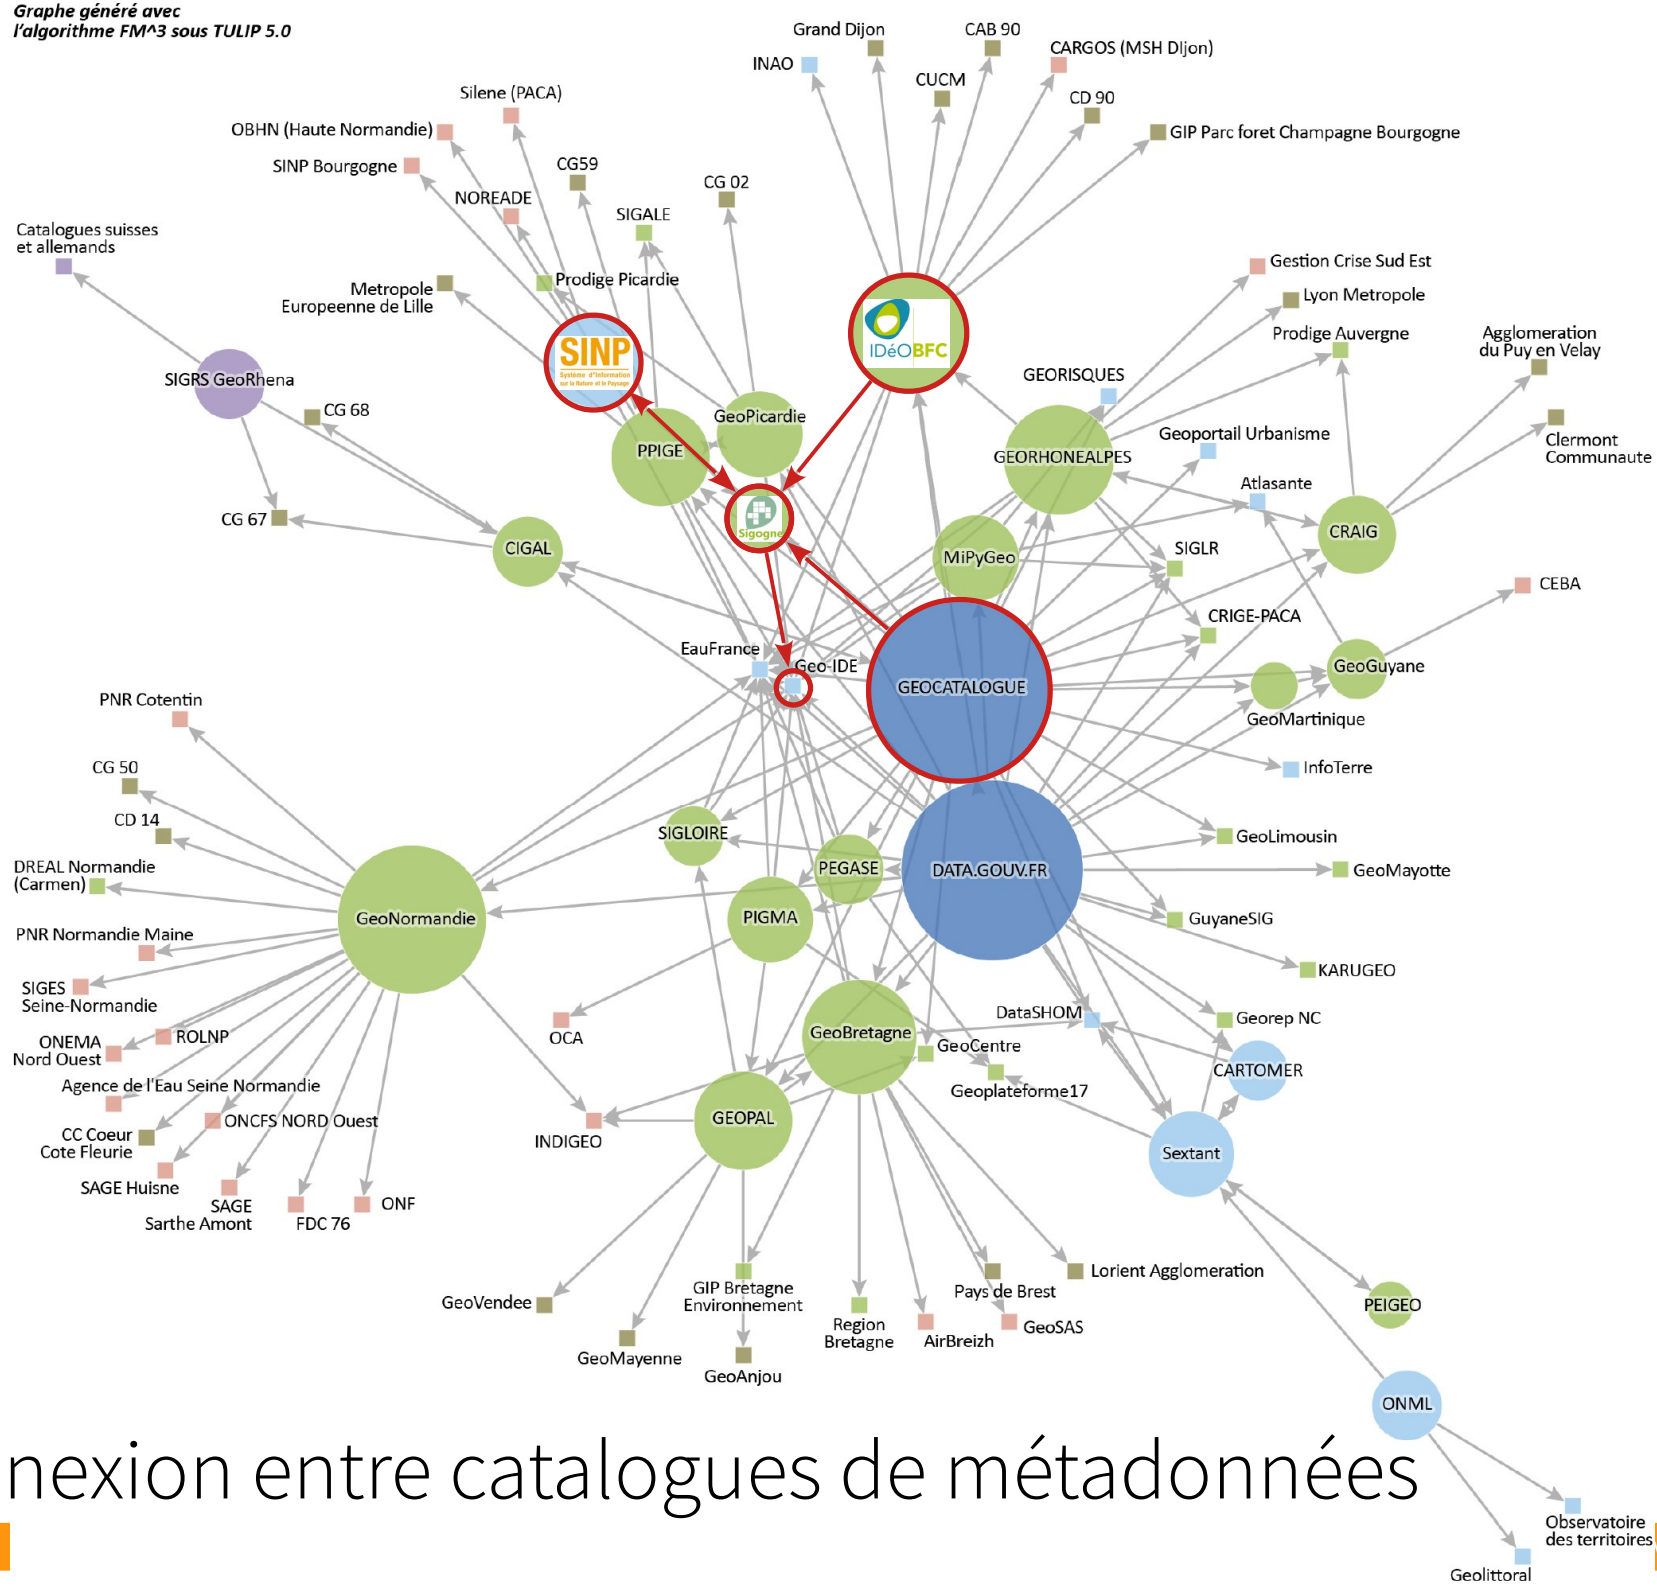 Graphe généré avec
l'algorithme FM^3 sous TULIP 5.0
Grand Dijon
CAB 90
INAO
CARGOS (MSH DIjon)
CUCM
Silene (PACA)
CD 90
OBHN (Haute Normandie)
GIP Parc foret Champagne Bourgogne
SINP Bourgogne
CG59
CG 02
NOREADE
SIGALE
Catalogues suisses
et allemands
Gestion Crise Sud Est
Metropole
Europeenne de Lille
Prodige Picardie
Lyon Metropole
Prodige Auvergne
Agglomeration
du Puy en Velay
SINP
Système d'Information
sur la Nature et le Paysage
IDéOBFC
SIGRS GeoRhena
GEORISQUES
CG 68
GeoPicardie
PPIGE
GEORHONEALPES
Geoportail Urbanisme
Clermont
Communaute
Atlasante
CG 67
Sigogne
CRAIG
CIGAL
MiPyGeo
SIGLR
CEBA
CRIGE-PACA
EauFrance
Geo-IDE
GEOCATALOGUE
GeoGuyane
PNR Cotentin
GeoMartinique
CG 50
InfoTerre
CD 14
SIGLOIRE
GeoLimousin
DREAL Normandie
(Carmen)
PEGASE
DATA.GOUV.FR
GeoMayotte
GeoNormandie
PIGMA
GuyaneSIG
PNR Normandie Maine
KARUGEO
SIGES
Seine-Normandie
DataSHOM
Georep NC
ONEMA
Nord Ouest
ROLNP
OCA
GeoBretagne
GeoCentre
CARTOMER
Agence de l'Eau Seine Normandie
Geoplateforme17
ONCFS NORD Ouest
GEOPAL
CC Coeur
Cote Fleurie
INDIGEO
Sextant
SAGE Huisne
SAGE
Sarthe Amont
FDC 76
ONF
GIP Bretagne
Environnement
Pays de Brest
Lorient Agglomeration
GeoVendee
PEIGEO
Region
Bretagne
AirBreizh
GeoSAS
GeoMayenne
GeoAnjou
ONML
nexion entre catalogues de métadonnées
Observatoire
des territoires
Geolittoral